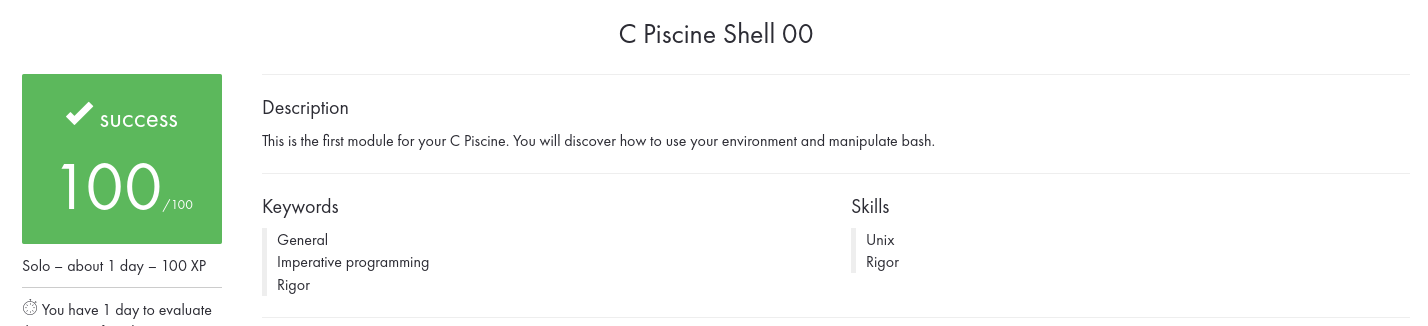 C Piscine Shell 00
success
100/100
Solo – about 1 day – 100 XP
You have 1 day to evaluate
Description
This is the first module for your C Piscine. You will discover how to use your environment and manipulate bash.
Keywords
General
Imperative programming
Rigor
Skills
Unix
Rigor